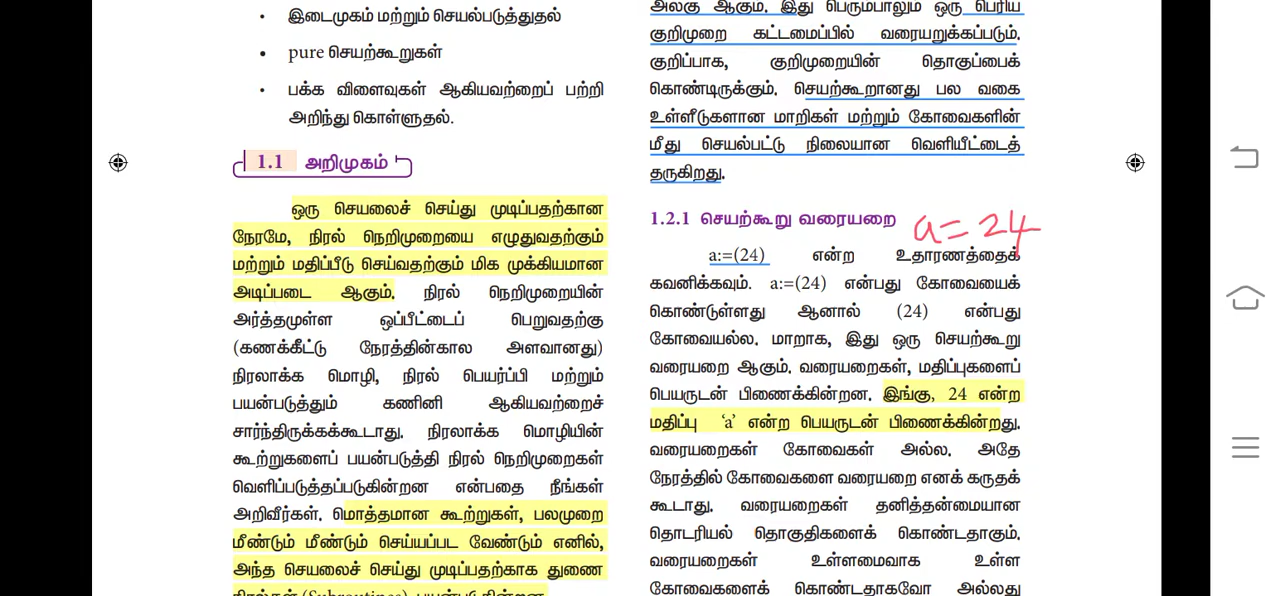 • இடைமுகம் மற்றும் செயல்படுத்துதல்
• pure செயற்கூறுகள்
• பக்க விளைவுகள் ஆகியவற்றைப் பற்றி
அறிந்து கொள்ளுதல்.
1.1 அறிமுகம்
ஒரு செயலைச் செய்து முடிப்பதற்கான
நேரமே, நிரல் நெறிமுறையை எழுதுவதற்கும்
மற்றும் மதிப்பீடு செய்வதற்கும் மிக முக்கியமான
அடிப்படை ஆகும். நிரல் நெறிமுறையின்
அர்த்தமுள்ள ஒப்பீட்டைப் பெறுவதற்கு
(கணக்கீட்டு நேரத்தின்கால அளவானது)
நிரலாக்க மொழி, நிரல் பெயர்ப்பி மற்றும்
பயன்படுத்தும் கணினி ஆகியவற்றைச்
சார்ந்திருக்கக்கூடாது. நிரலாக்க மொழியின்
கூற்றுகளைப் பயன்படுத்தி நிரல் நெறிமுறைகள்
வெளிப்படுத்தப்படுகின்றன என்பதை நீங்கள்
அறிவீர்கள். மொத்தமான கூற்றுகள், பலமுறை
மீண்டும் மீண்டும் செய்யப்பட வேண்டும் எனில்,
அந்த செயலைச் செய்து முடிப்பதற்காக துணை
நிரல்கள் (Subroutines) பயன்படுகின்றன.
அலகு ஆகும். இது பெரும்பாலும் ஒரு பெரிய
குறிமுறை கட்டமைப்பில் வரையறுக்கப்படும்.
குறிப்பாக, குறிமுறையின் தொகுப்பைக்
கொண்டிருக்கும். செயற்கூறானது பல வகை
உள்ளீடுகளான மாறிகள் மற்றும் கோவைகளின்
மீது செயல்பட்டு நிலையான வெளியீட்டைத்
தருகிறது.
1.2.1 செயற்கூறு வரையறை
a = 24
a:=(24) என்ற உதாரணத்தைக்
கவனிக்கவும். a:=(24) என்பது கோவையைக்
கொண்டுள்ளது ஆனால் (24) என்பது
கோவையல்ல. மாறாக, இது ஒரு செயற்கூறு
வரையறை ஆகும். வரையறைகள், மதிப்புகளைப்
பெயருடன் பிணைக்கின்றன. இங்கு, 24 என்ற
மதிப்பு ‘a’ என்ற பெயருடன் பிணைக்கின்றது.
வரையறைகள் கோவைகள் அல்ல. அதே
நேரத்தில் கோவைகளை வரையறை எனக் கருதக்
கூடாது. வரையறைகள் தனித்தன்மையான
தொடரியல் தொகுதிகளைக் கொண்டதாகும்.
வரையறைகள் உள்ளமைவாக உள்ள
கோவைகளைக் கொண்டதாகவோ அல்லது